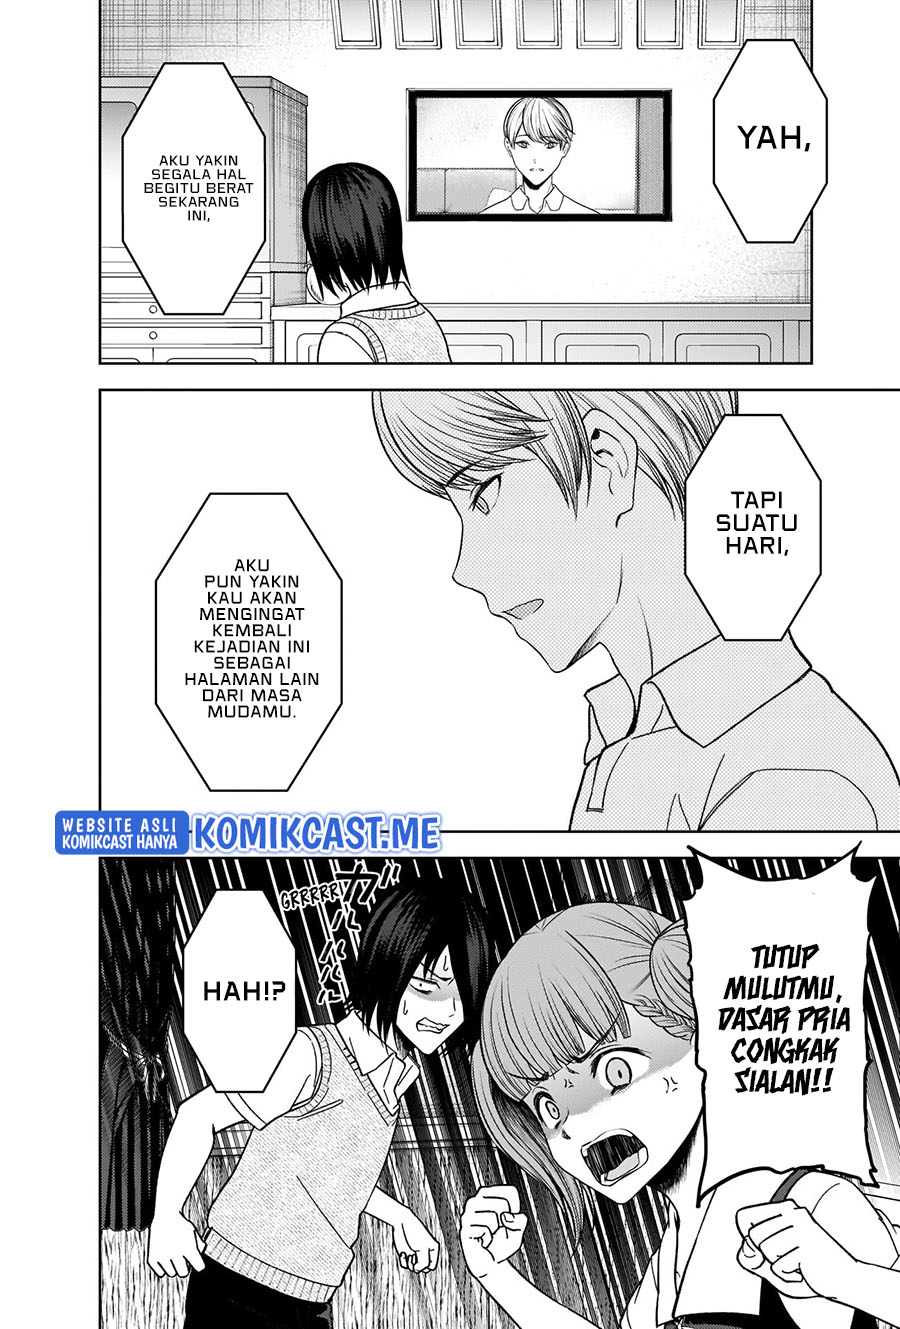 YAH,
AKU YAKIN
SEGALA HAL
BEGITU BERAT
SEKARANG
INI,
TAPI
SUATU
HARI,
AKU
PUN YAKIN
KAU AKAN
MENGINGAT
KEMBALI
KEJADIAN INI
SEBAGAI
HALAMAN LAIN
DARI MASA
MUDAMU.
WEBSITE ASLI
KOMIKCAST HANYA
KOMIKCAST.ME
TUTUP
MULUTMU,
DASAR PRIA
CONGKAK
SIALAN!!
HAH!?